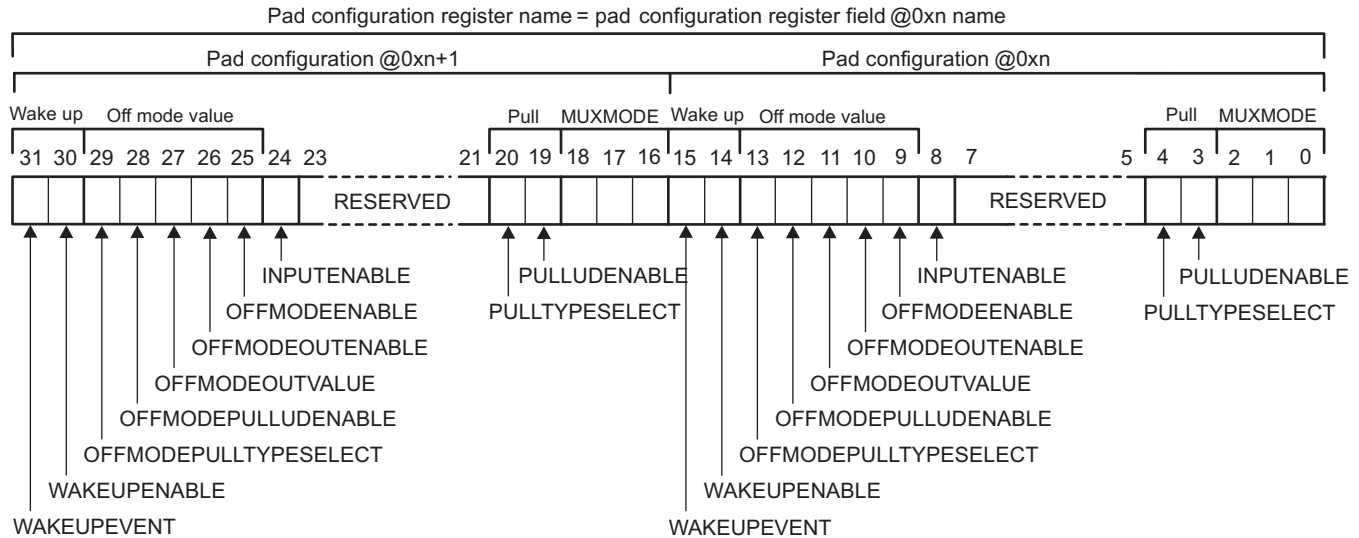 Pad configuration register name = pad configuration register field @0xn name
Pad configuration @0xn+1 Pad configuration @0xn
Wake up Off mode value Pull MUXMODE Wake up Off mode value Pull MUXMODE
31 30 29 28 27 26 25 24 23 21 20 19 18 17 16 15 14 13 12 11 10 9 8 7 5 4 3 2 1 0
RESERVED RESERVED
INPUTENABLE PULLUDENABLE INPUTENABLE PULLUDENABLE
OFFMODEENABLE PULLTYPESELECT OFFMODEENABLE PULLTYPESELECT
OFFMODEOUTENABLE OFFMODEOUTENABLE
OFFMODEOUTVALUE OFFMODEOUTVALUE
OFFMODEPULLUDENABLE OFFMODEPULLUDENABLE
OFFMODEPULLTYPESELECT OFFMODEPULLTYPESELECT
WAKEUPENABLE WAKEUPENABLE
WAKEUPEVENT WAKEUPEVENT